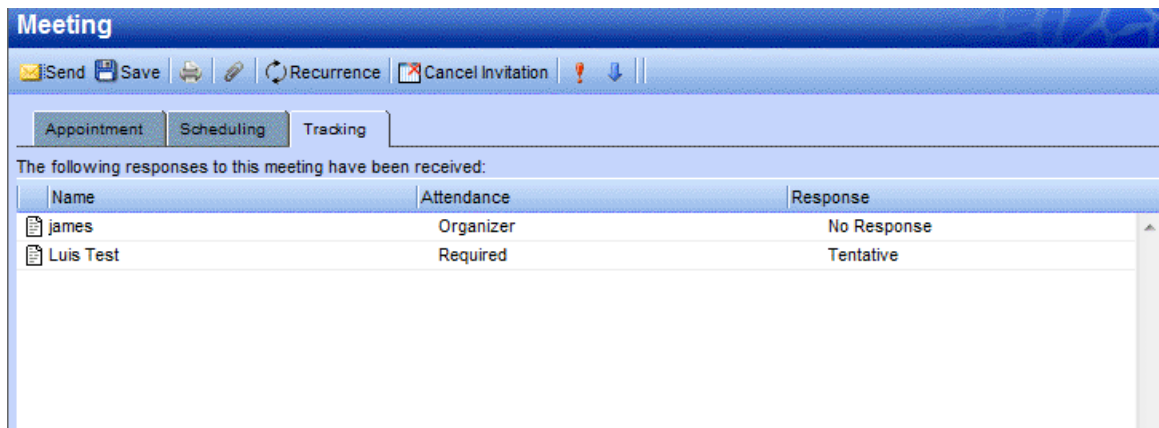 Meeting
Send Save Recurrence Cancel Invitation
Appointment Scheduling Tracking
The following responses to this meeting have been received:
Name Attendance Response
james Organizer No Response
Luis Test Required Tentative